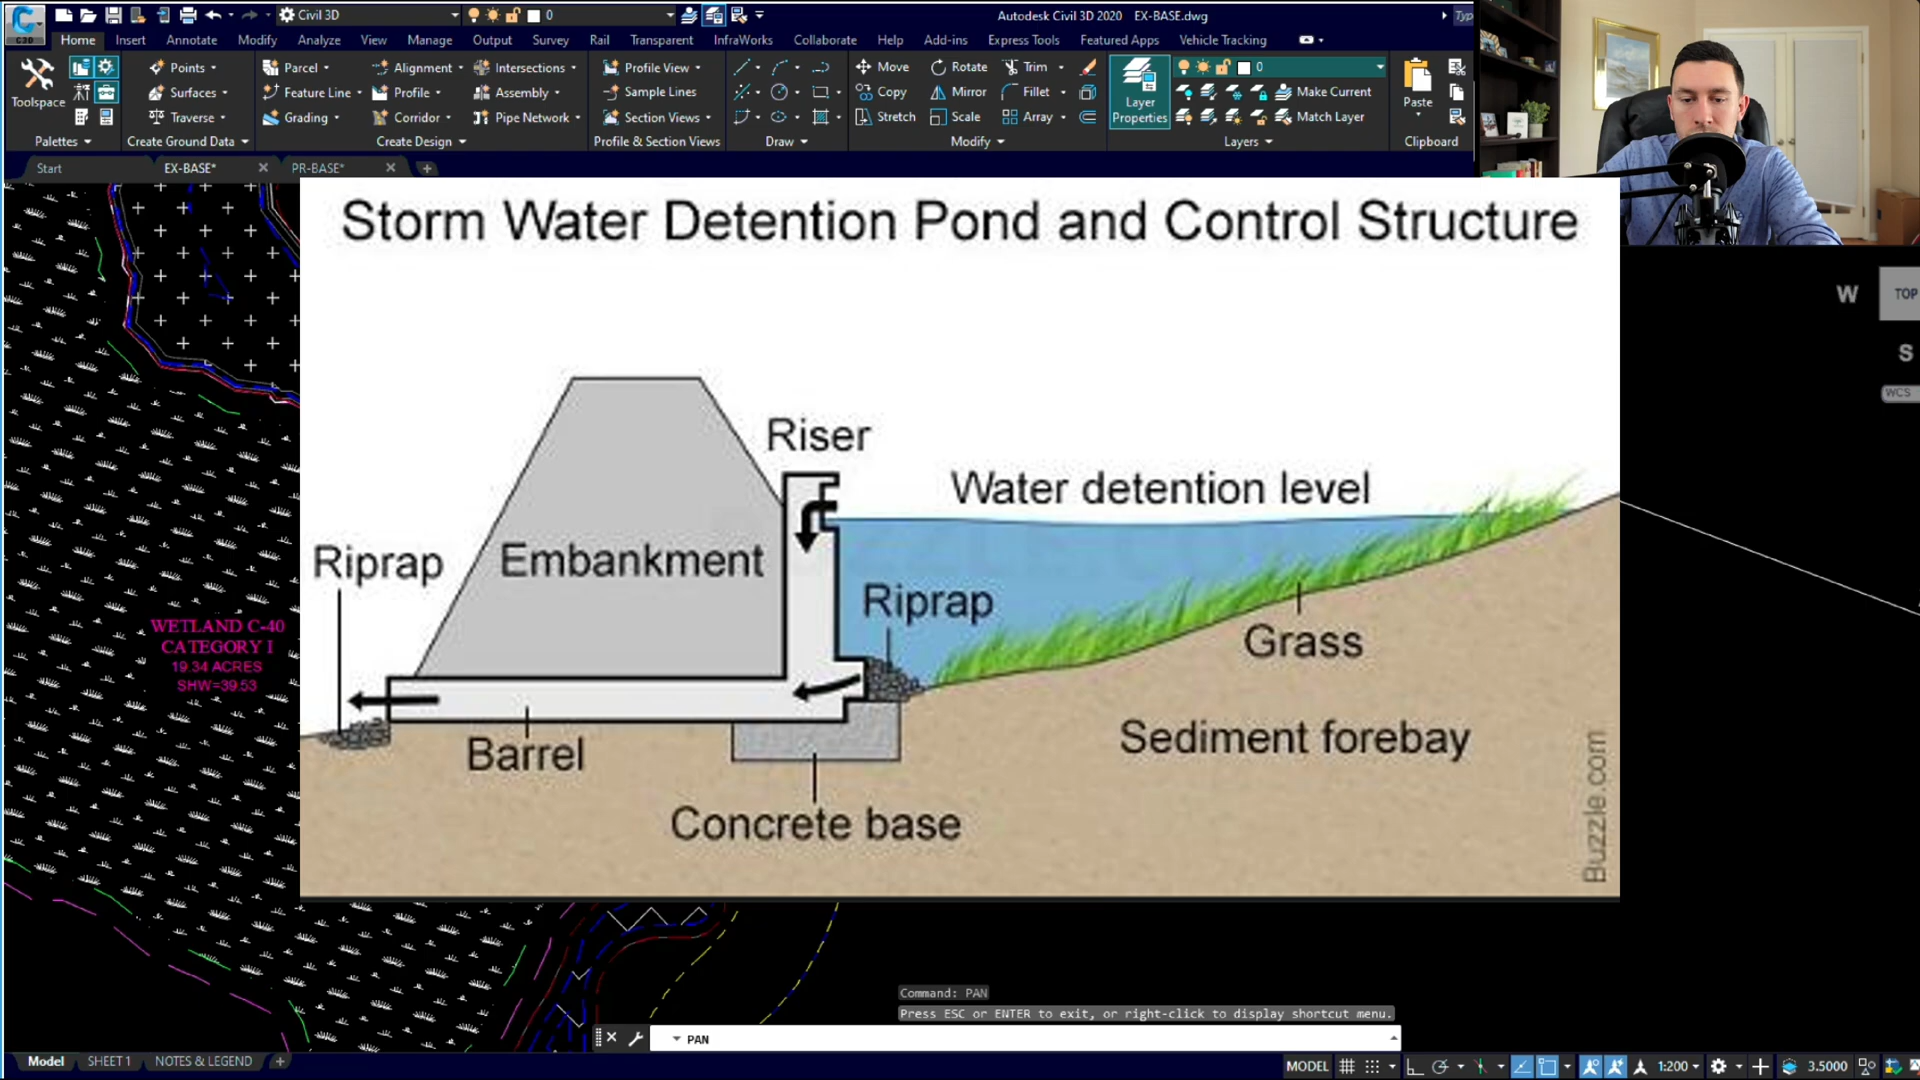 Civil 3D
0
Autodesk Civil 3D 2020 EX-BASE.dwg
Typ
C3D
Home Insert Annotate Modify Analyze View Manage Output Survey Rail Transparent InfraWorks Collaborate Help Add-ins Express Tools Featured Apps Vehicle Tracking
Toolspace
Points
Surfaces
Traverse
Parcel
Feature Line
Grading
Alignment
Profile
Corridor
Intersections
Assembly
Pipe Network
Profile View
Sample Lines
Section Views
Move
Copy
Stretch
Rotate
Mirror
Scale
Trim
Fillet
Array
Layer
Properties
0
Make Current
Match Layer
Paste
Palettes
Create Ground Data
Create Design
Profile & Section Views
Draw
Modify
Layers
Clipboard
Start EX-BASE* PR-BASE*
Storm Water Detention Pond and Control Structure
W
TOP
S
WCS
Riser
Water detention level
Riprap
Embankment
Riprap
Grass
Barrel
Sediment forebay
Concrete base
Buzzle.com
WETLAND C-40
CATEGORY I
19.34 ACRES
SHW=39.53
Command: PAN
Press ESC or ENTER to exit, or right-click to display shortcut menu.
PAN
Model SHEET 1 NOTES & LEGEND
MODEL 1:200 3.5000